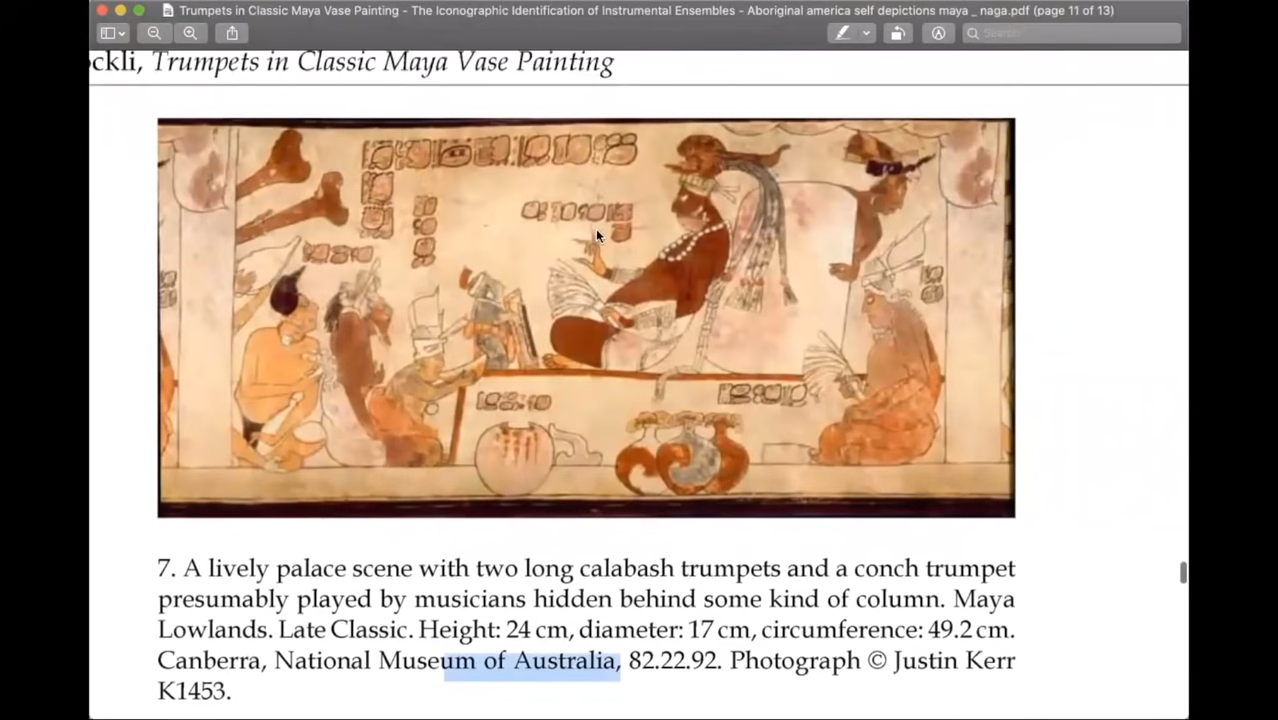 Trumpets in Classic Maya Vase Painting - The Iconographic Identification of Instrumental Ensembles - Aboriginal america self depictions maya _ naga.pdf (page 11 of 13)
Search
ockli, Trumpets in Classic Maya Vase Painting
7. A lively palace scene with two long calabash trumpets and a conch trumpet
presumably played by musicians hidden behind some kind of column. Maya
Lowlands. Late Classic. Height: 24 cm, diameter: 17 cm, circumference: 49.2 cm.
Canberra, National Museum of Australia, 82.22.92. Photograph © Justin Kerr
K1453.